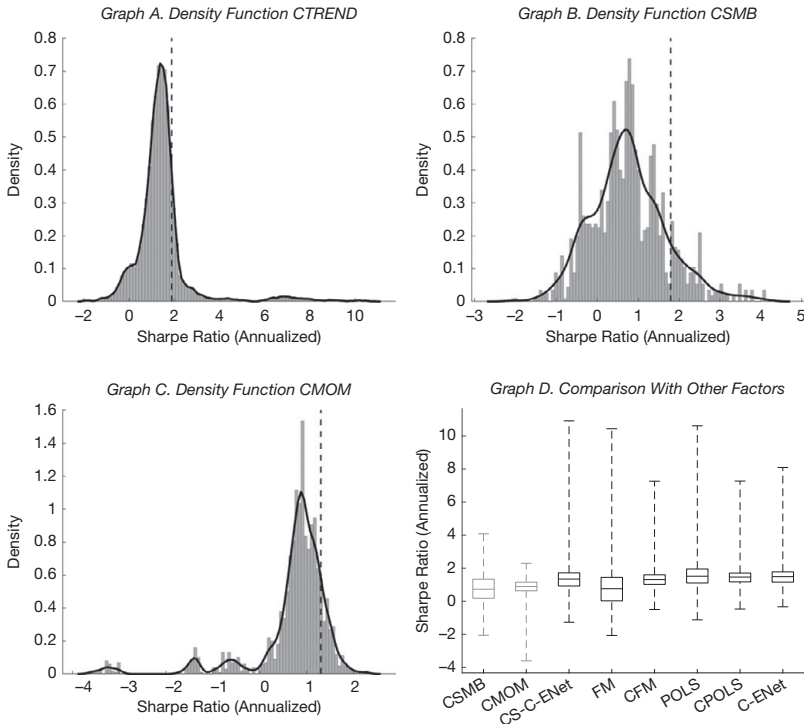 Graph A. Density Function CTREND
0.8
0.7
0.6
0.5
0.4
0.3
0.2
0.1
0
Density
−2 0 2 4 6 8 10
Sharpe Ratio (Annualized)
Graph B. Density Function CSMB
0.8
0.7
0.6
0.5
0.4
0.3
0.2
0.1
0
Density
−3 −2 −1 0 1 2 3 4 5
Sharpe Ratio (Annualized)
Graph C. Density Function CMOM
1.6
1.4
1.2
1
0.8
0.6
0.4
0.2
0
Density
−4 −3 −2 −1 0 1 2
Sharpe Ratio (Annualized)
Graph D. Comparison With Other Factors
10
8
6
4
2
0
−2
−4
Sharpe Ratio (Annualized)
CSMB
CMOM
CS-C-ENet
FM
CFM
POLS
CPOLS
C-ENet